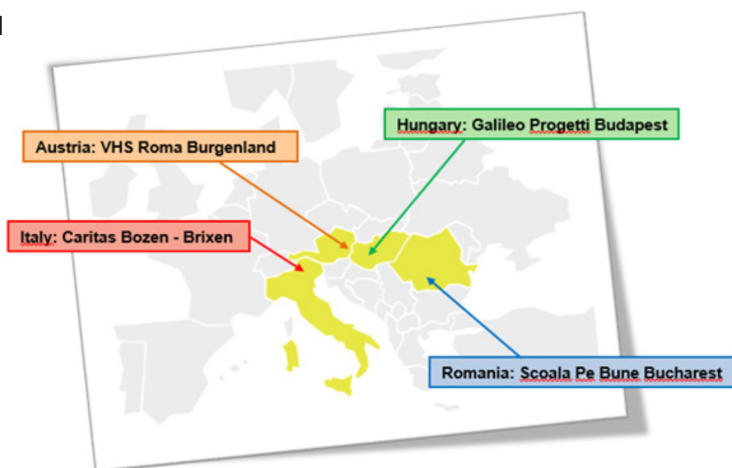 Hungary: Galileo Progetti Budapest
Austria: VHS Roma Burgenland
Italy: Caritas Bozen - Brixen
Romania: Scoala Pe Bune Bucharest